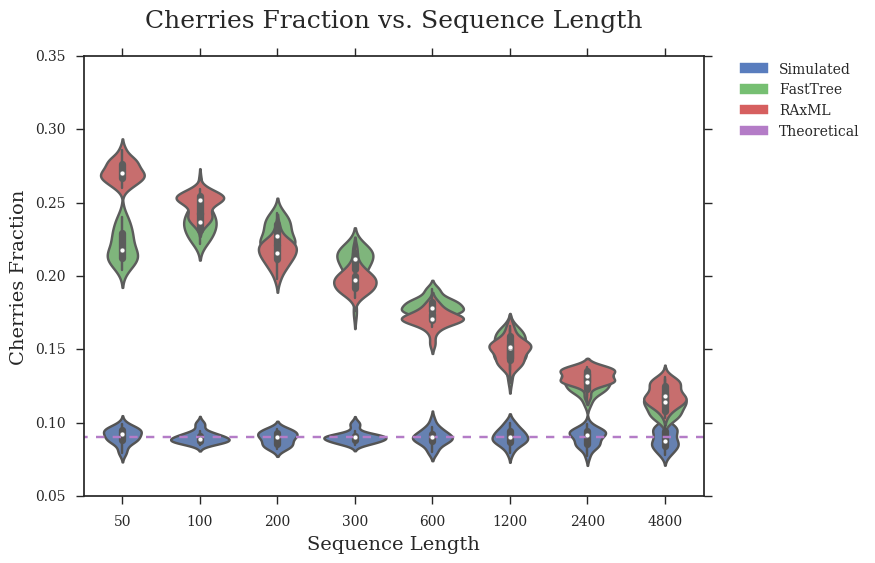 Cherries Fraction vs. Sequence Length
0.35
0.30
0.25
0.20
0.15
0.10
0.05
Cherries Fraction
50 100 200 300 600 1200 2400 4800
Sequence Length
Simulated
FastTree
RAxML
Theoretical